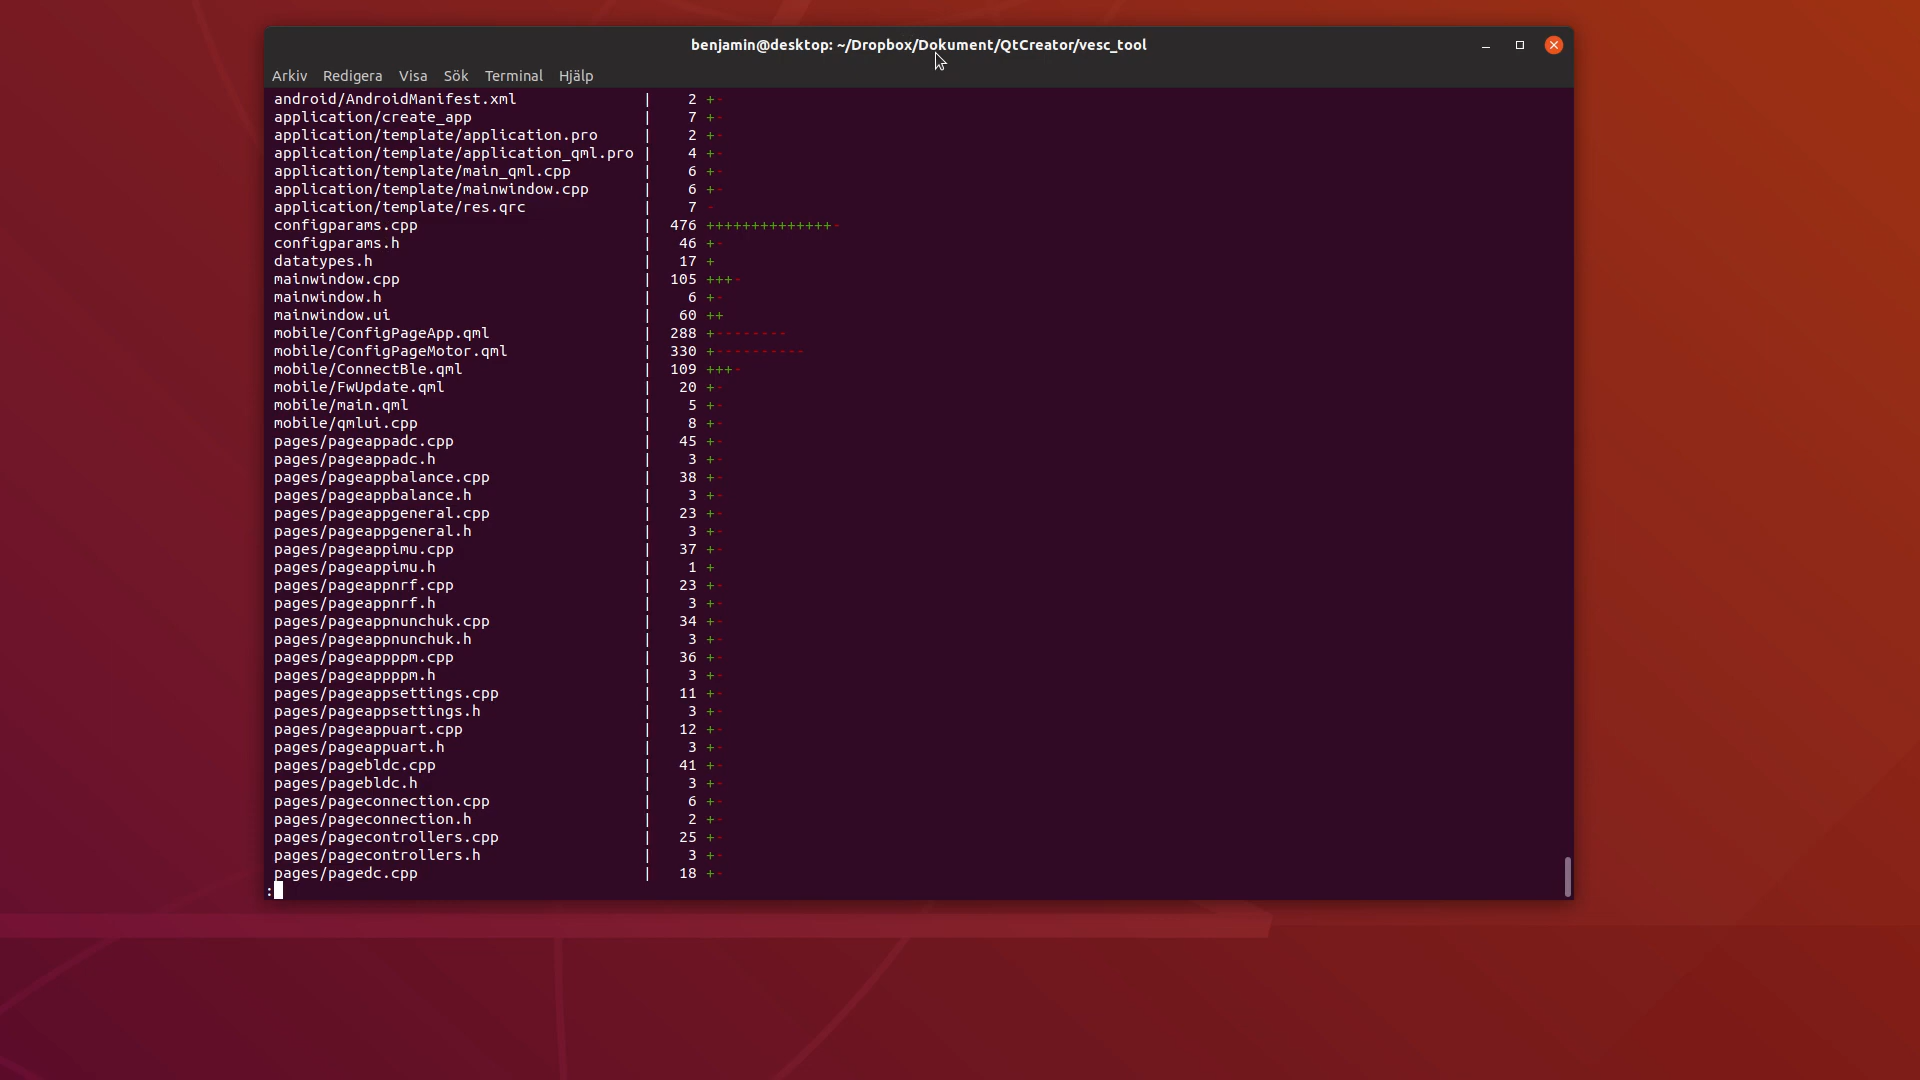 benjamin@desktop: ~/Dropbox/Dokument/QtCreator/vesc_tool
Arkiv Redigera Visa Sök Terminal Hjälp
android/AndroidManifest.xml | 2 +-
application/create_app | 7 +-
application/template/application.pro | 2 +-
application/template/application_qml.pro | 4 +-
application/template/main_qml.cpp | 6 +-
application/template/mainwindow.cpp | 6 +-
application/template/res.qrc | 7 -
configparams.cpp | 476 ++++++++++++++-
configparams.h | 46 +-
datatypes.h | 17 +
mainwindow.cpp | 105 +++-
mainwindow.h | 6 +-
mainwindow.ui | 60 ++
mobile/ConfigPageApp.qml | 288 +--------
mobile/ConfigPageMotor.qml | 330 +----------
mobile/ConnectBle.qml | 109 +++-
mobile/FwUpdate.qml | 20 +-
mobile/main.qml | 5 +-
mobile/qmlui.cpp | 8 +-
pages/pageappadc.cpp | 45 +-
pages/pageappadc.h | 3 +-
pages/pageappbalance.cpp | 38 +-
pages/pageappbalance.h | 3 +-
pages/pageappgeneral.cpp | 23 +-
pages/pageappgeneral.h | 3 +-
pages/pageappimu.cpp | 37 +-
pages/pageappimu.h | 1 +
pages/pageappnrf.cpp | 23 +-
pages/pageappnrf.h | 3 +-
pages/pageappnunchuk.cpp | 34 +-
pages/pageappnunchuk.h | 3 +-
pages/pageappppm.cpp | 36 +-
pages/pageappppm.h | 3 +-
pages/pageappsettings.cpp | 11 +-
pages/pageappsettings.h | 3 +-
pages/pageappuart.cpp | 12 +-
pages/pageappuart.h | 3 +-
pages/pagebldc.cpp | 41 +-
pages/pagebldc.h | 3 +-
pages/pageconnection.cpp | 6 +-
pages/pageconnection.h | 2 +-
pages/pagecontrollers.cpp | 25 +-
pages/pagecontrollers.h | 3 +-
pages/pagedc.cpp | 18 +-
: